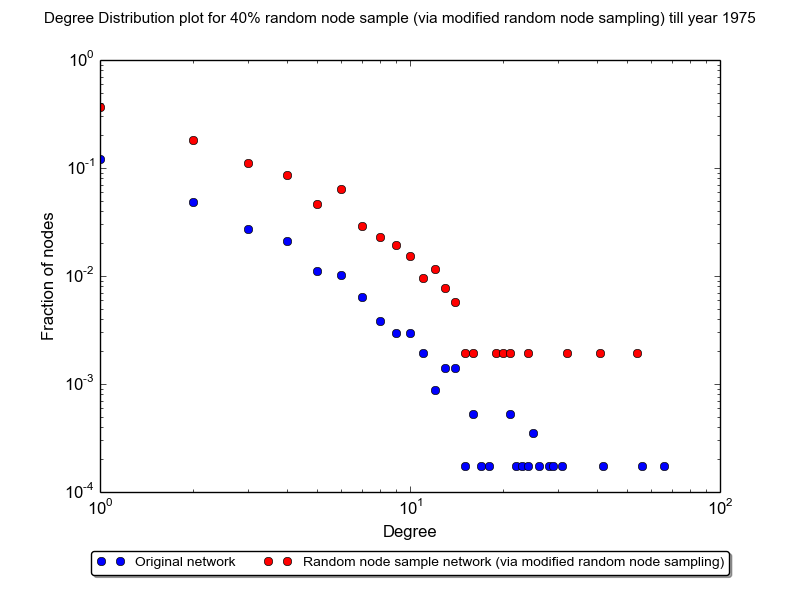 Degree Distribution plot for 40% random node sample (via modified random node sampling) till year 1975
10^0
10^-1
10^-2
10^-3
10^-4
Fraction of nodes
10^0 10^1 10^2
Degree
Original network Random node sample network (via modified random node sampling)